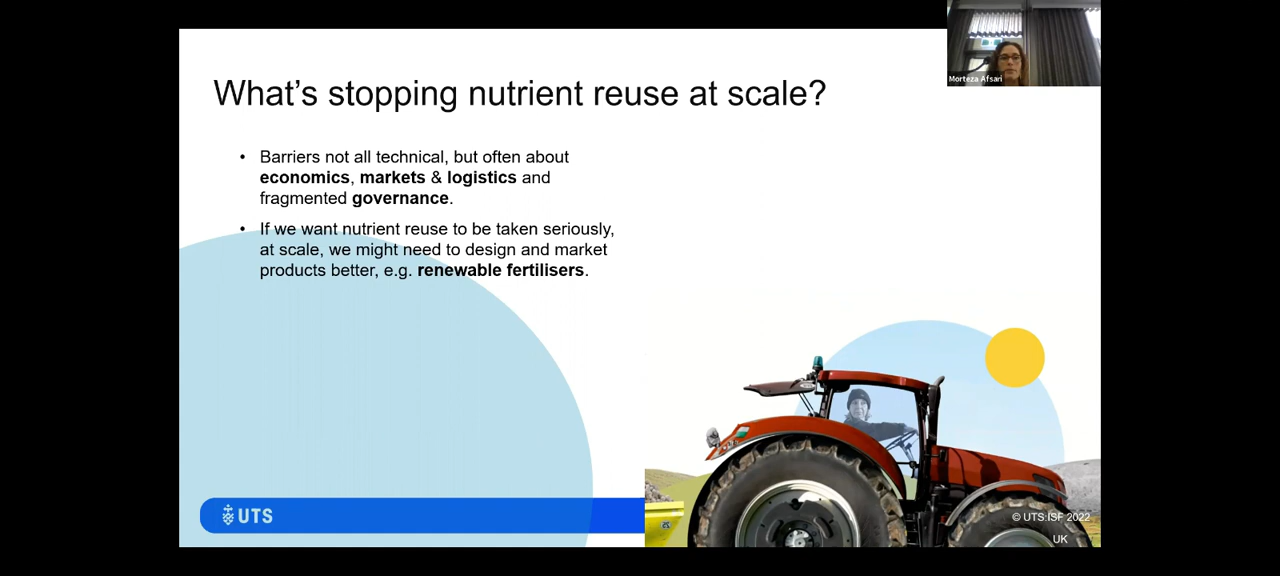 Morteza Afsari
What's stopping nutrient reuse at scale?
• Barriers not all technical, but often about
economics, markets & logistics and
fragmented governance.
• If we want nutrient reuse to be taken seriously,
at scale, we might need to design and market
products better, e.g. renewable fertilisers.
UTS
© UTS:ISF 2022
UK